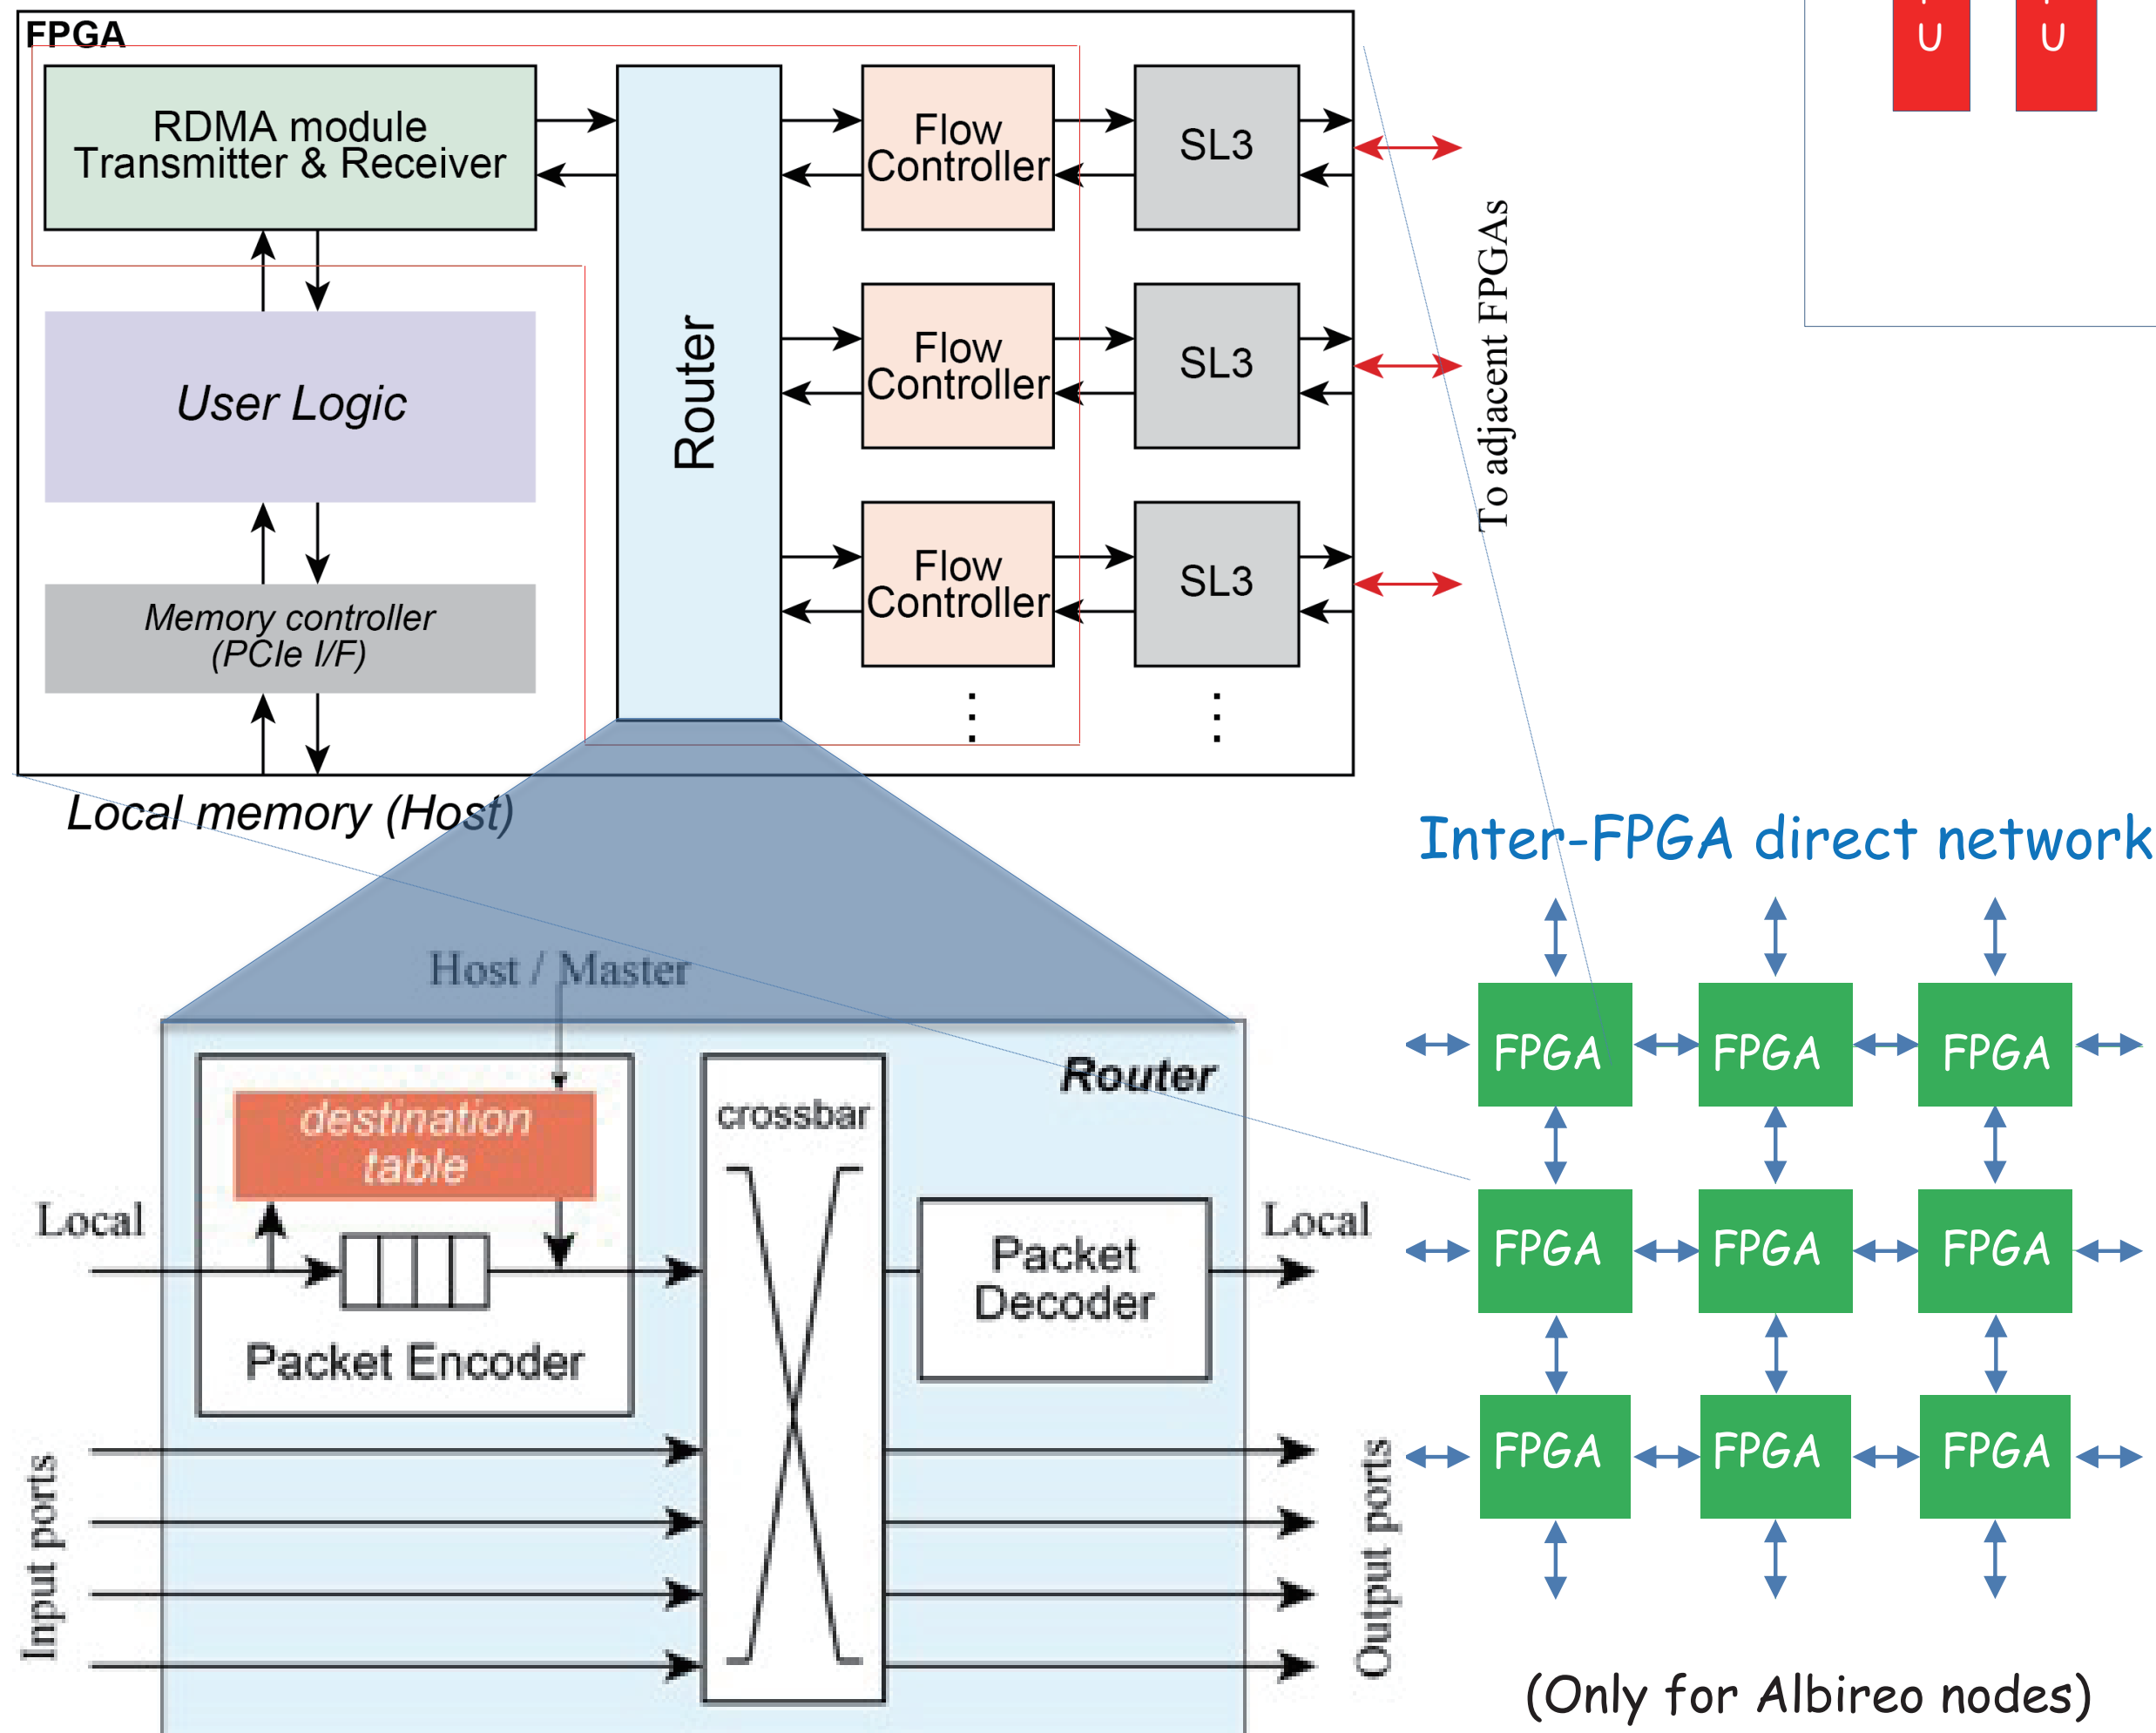 FPGA
RDMA module
Transmitter & Receiver
User Logic
Memory controller
(PCIe I/F)
Local memory (Host)
Router
Flow
Controller
SL3
Flow
Controller
SL3
Flow
Controller
SL3
To adjacent FPGAs
U
U
Host / Master
Router
destination
table
Local
Packet Encoder
crossbar
Packet
Decoder
Local
Input ports
Output ports
Inter-FPGA direct network
FPGA
FPGA
FPGA
FPGA
FPGA
FPGA
FPGA
FPGA
FPGA
(Only for Albireo nodes)